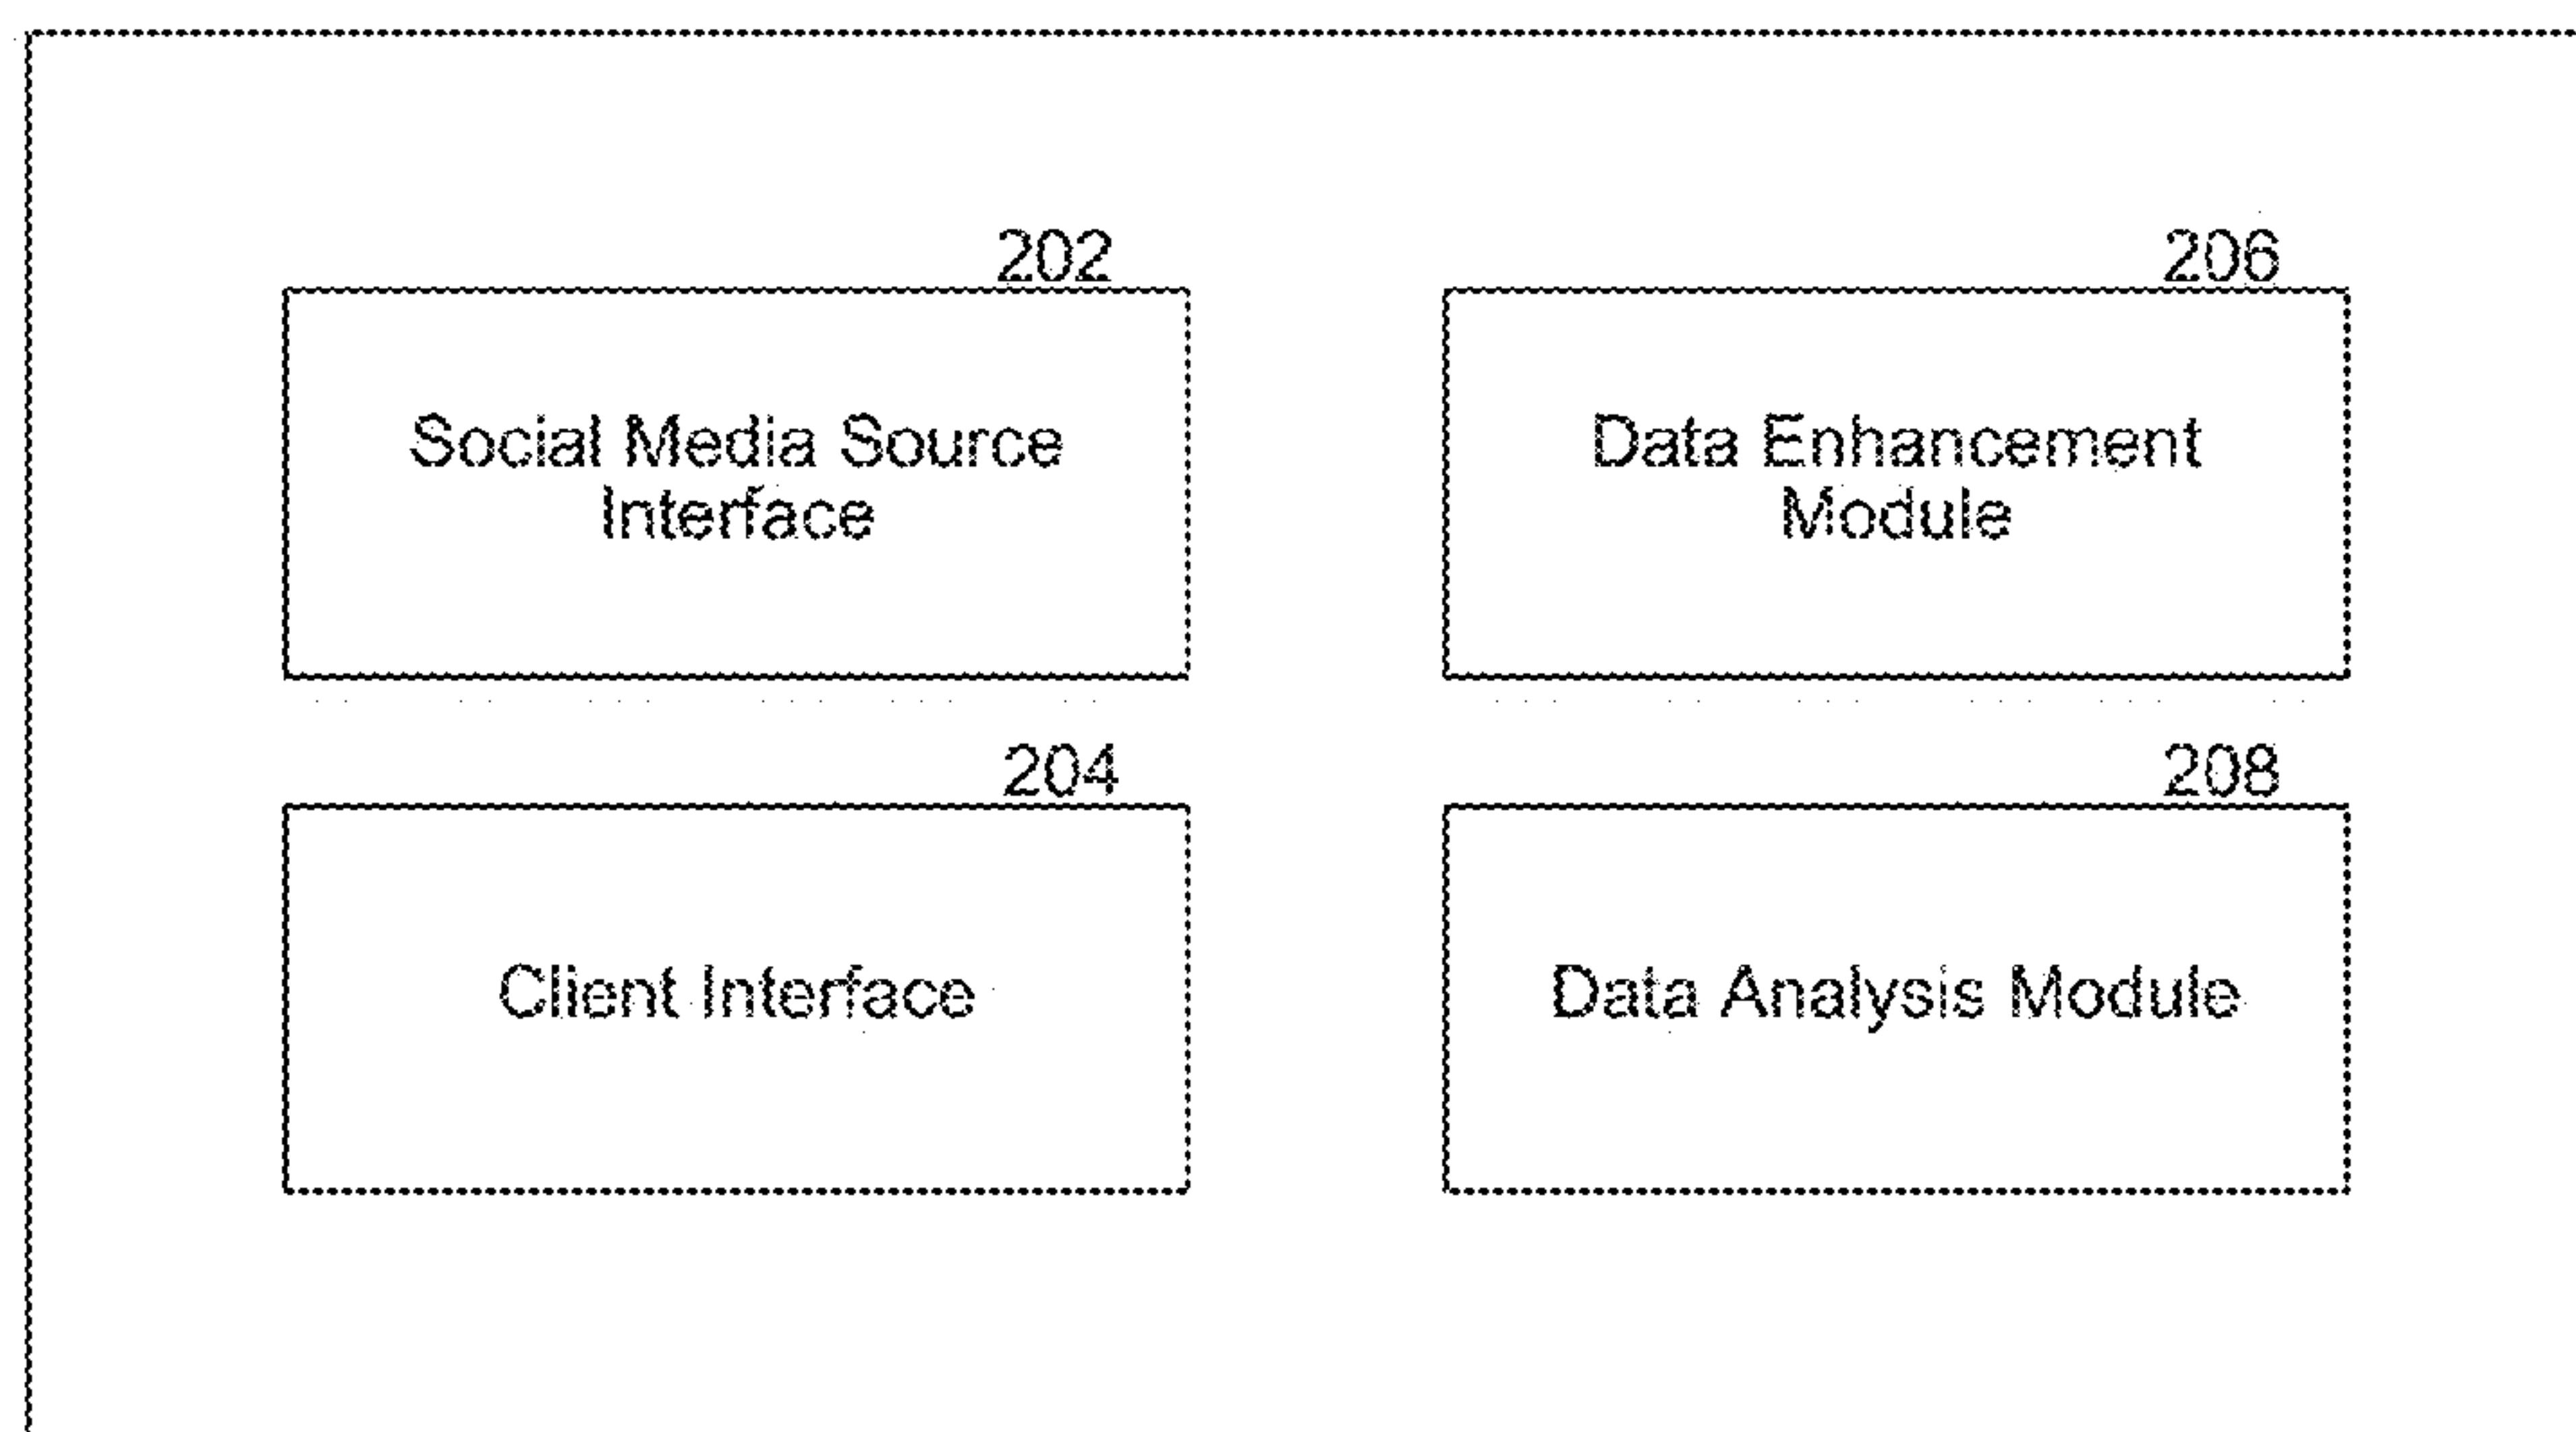 202
Social Media Source
Interface
206
Data Enhancement
Module
204
Client Interface
208
Data Analysis Module